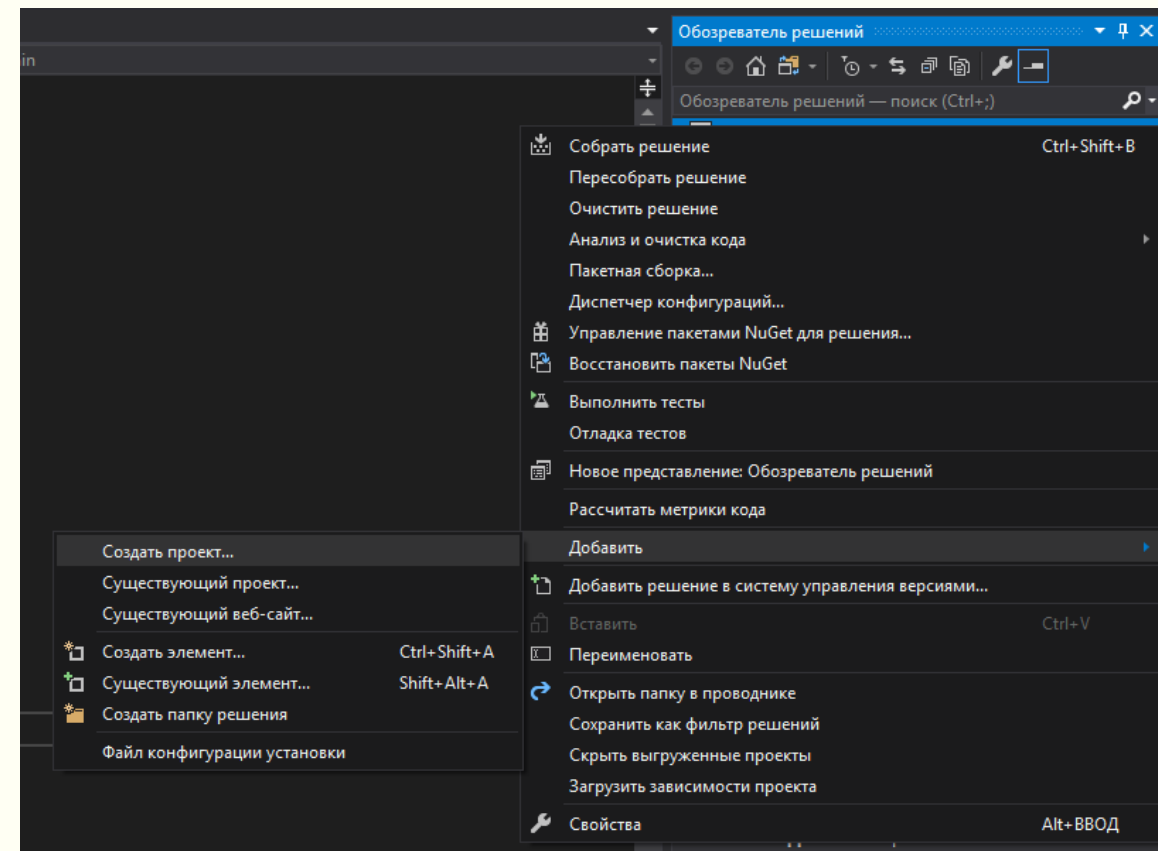 Обозреватель решений
in
Обозреватель решений — поиск (Ctrl+;)
Собрать решение Ctrl+Shift+B
Пересобрать решение
Очистить решение
Анализ и очистка кода
Пакетная сборка...
Диспетчер конфигураций...
Управление пакетами NuGet для решения...
Восстановить пакеты NuGet
Выполнить тесты
Отладка тестов
Новое представление: Обозреватель решений
Рассчитать метрики кода
Добавить
Добавить решение в систему управления версиями...
Вставить Ctrl+V
Переименовать
Открыть папку в проводнике
Сохранить как фильтр решений
Скрыть выгруженные проекты
Загрузить зависимости проекта
Свойства Alt+ВВОД
Создать проект...
Существующий проект...
Существующий веб-сайт...
Создать элемент... Ctrl+Shift+A
Существующий элемент... Shift+Alt+A
Создать папку решения
Файл конфигурации установки